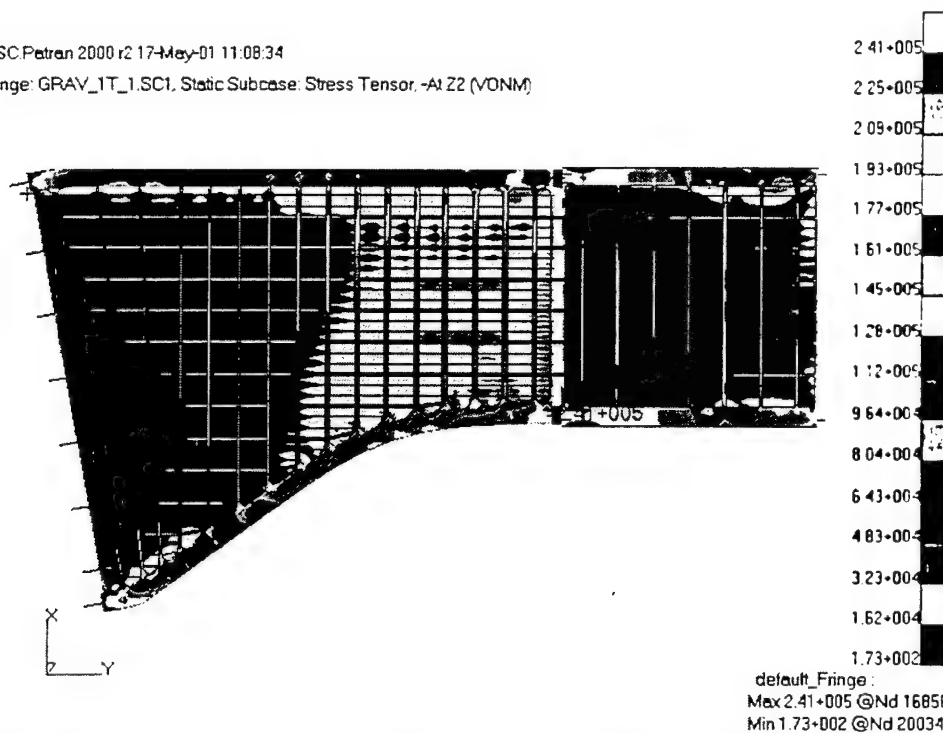 SC.Patran 2000 r2 17-May-01 11:08:34
nge: GRAV_1T_1.SC1, Static Subcase: Stress Tensor, -At Z2 (VONM)
2 41+005
2 25+005
2 09+005
1 93+005
1 77+005
1 61+005
1 45+005
1 28+005
1 12+005
9 64+004
8 04+004
6 43+004
4 83+004
3 23+004
1 62+004
1 73+002
41+005
X
Z
Y
default_Fringe :
Max 2.41+005 @Nd 1685
Min 1.73+002 @Nd 20034